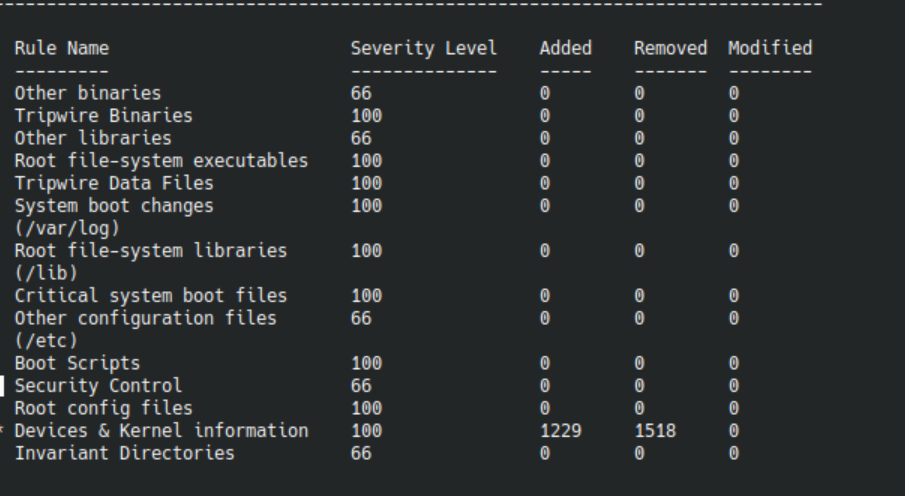 --------------------------------------------------------------------------------
Rule Name Severity Level Added Removed Modified
--------- -------------- ----- ------- --------
Other binaries 66 0 0 0
Tripwire Binaries 100 0 0 0
Other libraries 66 0 0 0
Root file-system executables 100 0 0 0
Tripwire Data Files 100 0 0 0
System boot changes 100 0 0 0
(/var/log)
Root file-system libraries 100 0 0 0
(/lib)
Critical system boot files 100 0 0 0
Other configuration files 66 0 0 0
(/etc)
Boot Scripts 100 0 0 0
Security Control 66 0 0 0
Root config files 100 0 0 0
* Devices & Kernel information 100 1229 1518 0
Invariant Directories 66 0 0 0